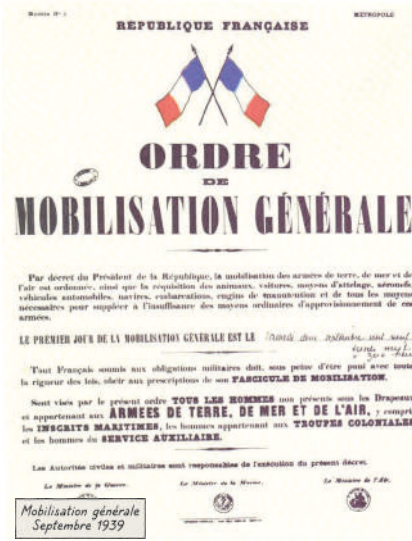 MÉTROPOLE
RÉPUBLIQUE FRANÇAISE
ORDRE
DE
MOBILISATION GÉNÉRALE
Par décret du Président de la République, la mobilisation des armées de terre, de mer et de
l'air est ordonnée, ainsi que la réquisition des animaux, voitures, moyens d'attelage, aéronefs,
véhicules automobiles, navires, embarcations, engins de manutention et de tous les moyens
nécessaires pour suppléer à l'insuffisance des moyens ordinaires d'approvisionnement de ces
armées.
LE PREMIER JOUR DE LA MOBILISATION GÉNÉRALE EST LE
Tout Français soumis aux obligations militaires doit, sous peine d'être puni avec toute
la rigueur des lois, obéir aux prescriptions de son FASCICULE DE MOBILISATION.
Sont visés par le présent ordre TOUS LES HOMMES non présents sous les Drapeaux
et appartenant aux ARMÉES DE TERRE, DE MER ET DE L'AIR, y compris
les INSCRITS MARITIMES, les hommes appartenant aux TROUPES COLONIALES
et les hommes du SERVICE AUXILIAIRE.
Les Autorités civiles et militaires sont responsables de l'exécution du présent décret.
Le Ministre de la Guerre, Le Ministre de la Marine, Le Ministre de l'Air,
Mobilisation générale
Septembre 1939